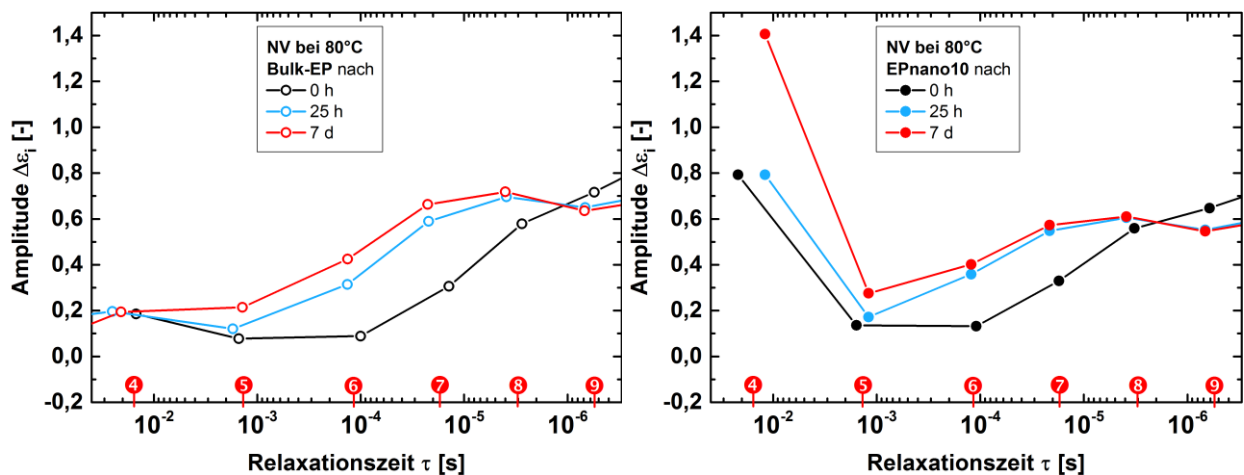 1,4
1,2
1,0
0,8
0,6
0,4
0,2
0,0
-0,2
Amplitude Δεi [-]
NV bei 80°C
Bulk-EP nach
0 h
25 h
7 d
4 5 6 7 8 9
10-2 10-3 10-4 10-5 10-6
Relaxationszeit τ [s]
1,4
1,2
1,0
0,8
0,6
0,4
0,2
0,0
-0,2
Amplitude Δεi [-]
NV bei 80°C
EPnano10 nach
0 h
25 h
7 d
4 5 6 7 8 9
10-2 10-3 10-4 10-5 10-6
Relaxationszeit τ [s]